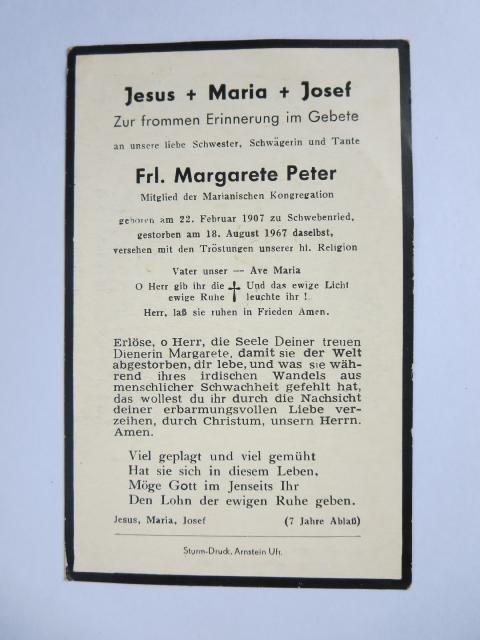 Jesus + Maria + Josef
Zur frommen Erinnerung im Gebete
an unsere liebe Schwester, Schwägerin und Tante
Frl. Margarete Peter
Mitglied der Marianischen Kongregation
geboren am 22. Februar 1907 zu Schwebenried,
gestorben am 18. August 1967 daselbst,
versehen mit den Tröstungen unserer hl. Religion
Vater unser — Ave Maria
O Herr gib ihr die † Und das ewige Licht
ewige Ruhe leuchte ihr !
Herr, laß sie ruhen in Frieden Amen.
Erlöse, o Herr, die Seele Deiner treuen
Dienerin Margarete, damit sie der Welt
abgestorben, dir lebe, und was sie wäh-
rend ihres irdischen Wandels aus
menschlicher Schwachheit gefehlt hat,
das wollest du ihr durch die Nachsicht
deiner erbarmungsvollen Liebe ver-
zeihen, durch Christum, unsern Herrn.
Amen.
Viel geplagt und viel gemüht
Hat sie sich in diesem Leben,
Möge Gott im Jenseits Ihr
Den Lohn der ewigen Ruhe geben.
Jesus, Maria, Josef (7 Jahre Ablaß)
Sturm-Druck, Arnstein Ufr.